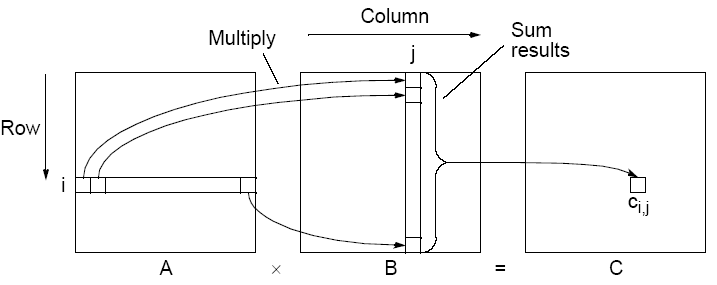 Column
Multiply
j
Sum
results
Row
i
c i,j
A × B = C